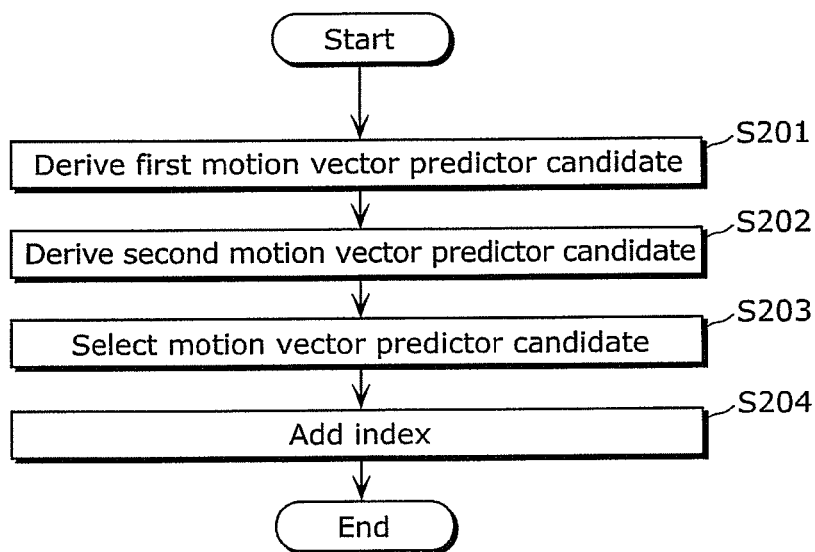 Start
S201
Derive first motion vector predictor candidate
S202
Derive second motion vector predictor candidate
S203
Select motion vector predictor candidate
S204
Add index
End